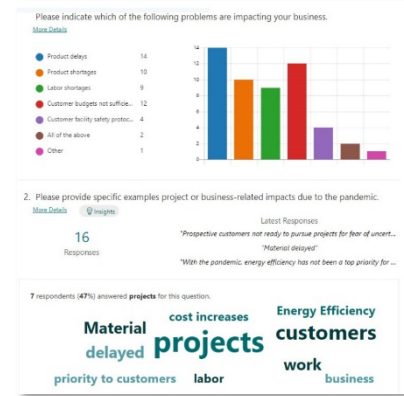 Please indicate which of the following problems are impacting your business.
More Details
Product delays 14
Product shortages 10
Labor shortages 9
Customer budgets not sufficie... 12
Customer facility safety protoc... 4
All of the above 2
Other 1
14
12
10
8
6
4
2
0
2. Please provide specific examples project or business-related impacts due to the pandemic.
More Details Insights
16
Responses
Latest Responses
"Prospective customers not ready to pursue projects for fear of uncert...
"Material delayed"
"With the pandemic, energy efficiency has not been a top priority for ...
7 respondents (47%) answered projects for this question.
cost increases
Energy Efficiency
Material
projects
customers
delayed
work
priority to customers
labor
business